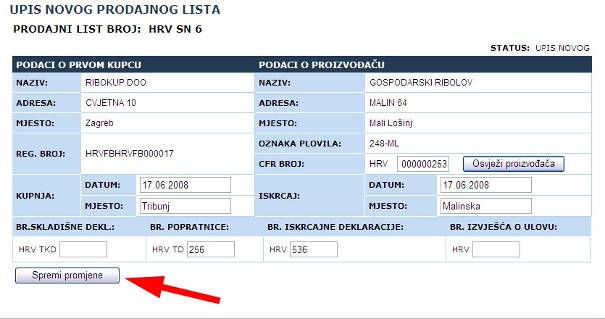 UPIS NOVOG PRODAJNOG LISTA
PRODAJNI LIST BROJ: HRV SN 6
STATUS: UPIS NOVOG
PODACI O PRVOM KUPCU PODACI O PROIZVOĐAČU
NAZIV: RIBOKUP DOO NAZIV: GOSPODARSKI RIBOLOV
ADRESA: CVJETNA 10 ADRESA: MALIN 64
MJESTO: Zagreb MJESTO: Mali Lošinj
REG. BROJ: HRVFBHRVFB000017 OZNAKA PLOVILA: 248-ML
CFR BROJ: HRV 000000253 Osvježi proizvođača
KUPNJA: DATUM: 17.06.2008 ISKRCAJ: DATUM: 17.06.2008
MJESTO: Tribunj MJESTO: Malinska
BR.SKLADIŠNE DEKL.: BR. POPRATNICE: BR. ISKRCAJNE DEKLARACIJE: BR. IZVJEŠĆA O ULOVU:
HRV TKD HRV TD 256 HRV 536 HRV
Spremi promjene